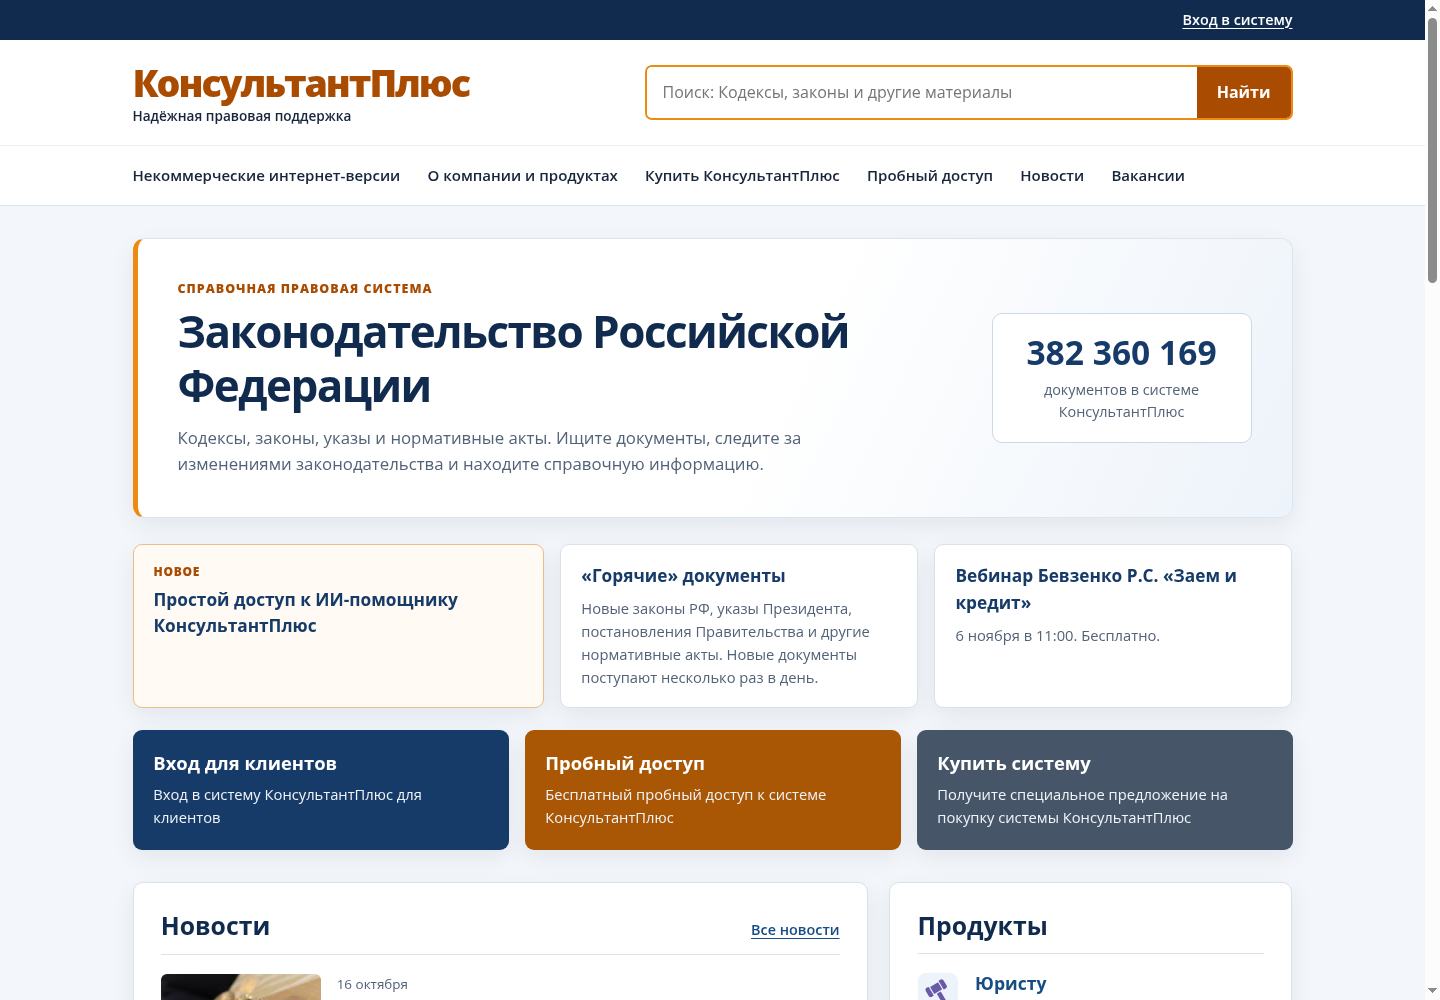 Вход в систему
КонсультантПлюс
Надёжная правовая поддержка
Поиск: Кодексы, законы и другие материалы
Найти
Некоммерческие интернет-версии
О компании и продуктах
Купить КонсультантПлюс
Пробный доступ
Новости
Вакансии
СПРАВОЧНАЯ ПРАВОВАЯ СИСТЕМА
Законодательство Российской
Федерации
Кодексы, законы, указы и нормативные акты. Ищите документы, следите за
изменениями законодательства и находите справочную информацию.
382 360 169
документов в системе
КонсультантПлюс
НОВОЕ
Простой доступ к ИИ-помощнику
КонсультантПлюс
«Горячие» документы
Новые законы РФ, указы Президента,
постановления Правительства и другие
нормативные акты. Новые документы
поступают несколько раз в день.
Вебинар Бевзенко Р.С. «Заем и
кредит»
6 ноября в 11:00. Бесплатно.
Вход для клиентов
Вход в систему КонсультантПлюс для
клиентов
Пробный доступ
Бесплатный пробный доступ к системе
КонсультантПлюс
Купить систему
Получите специальное предложение на
покупку системы КонсультантПлюс
Новости
Все новости
16 октября
Продукты
Юристу